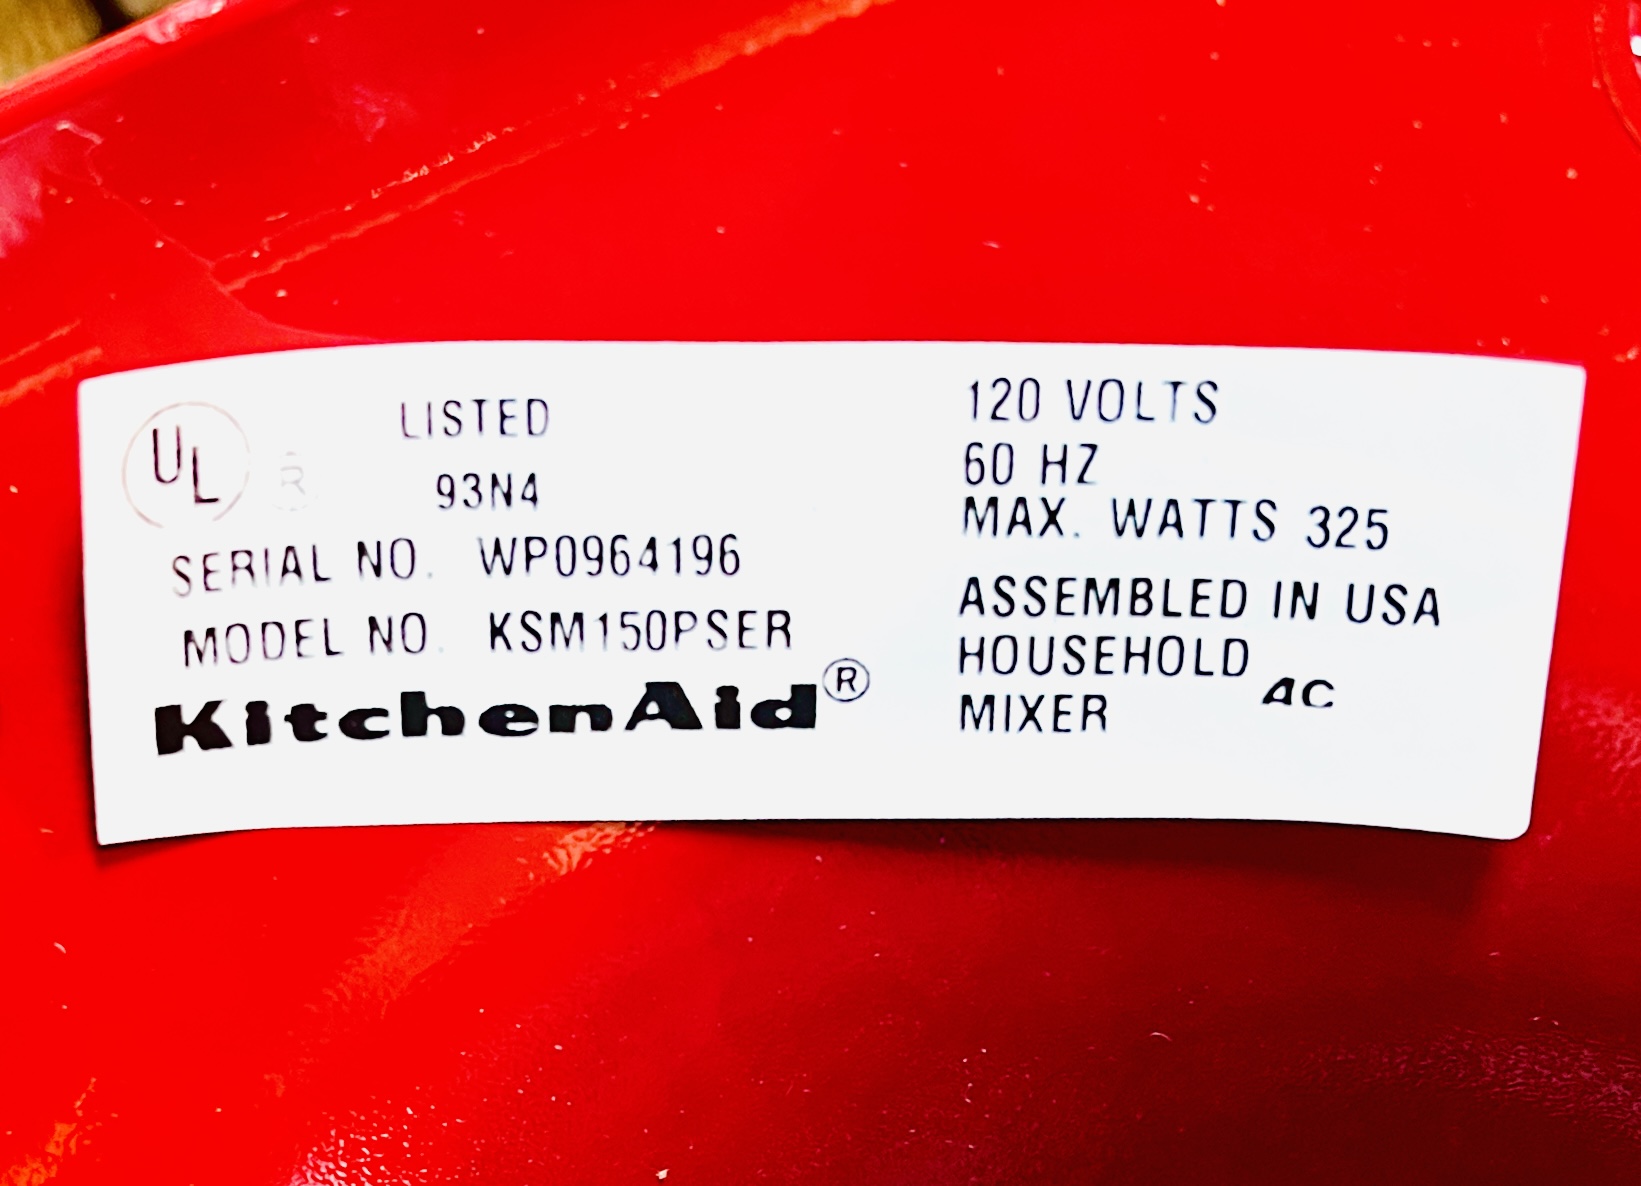 UL ® LISTED
93N4
SERIAL NO. WP0964196
MODEL NO. KSM150PSER
KitchenAid®
120 VOLTS
60 HZ
MAX. WATTS 325
ASSEMBLED IN USA
HOUSEHOLD
MIXER
4C